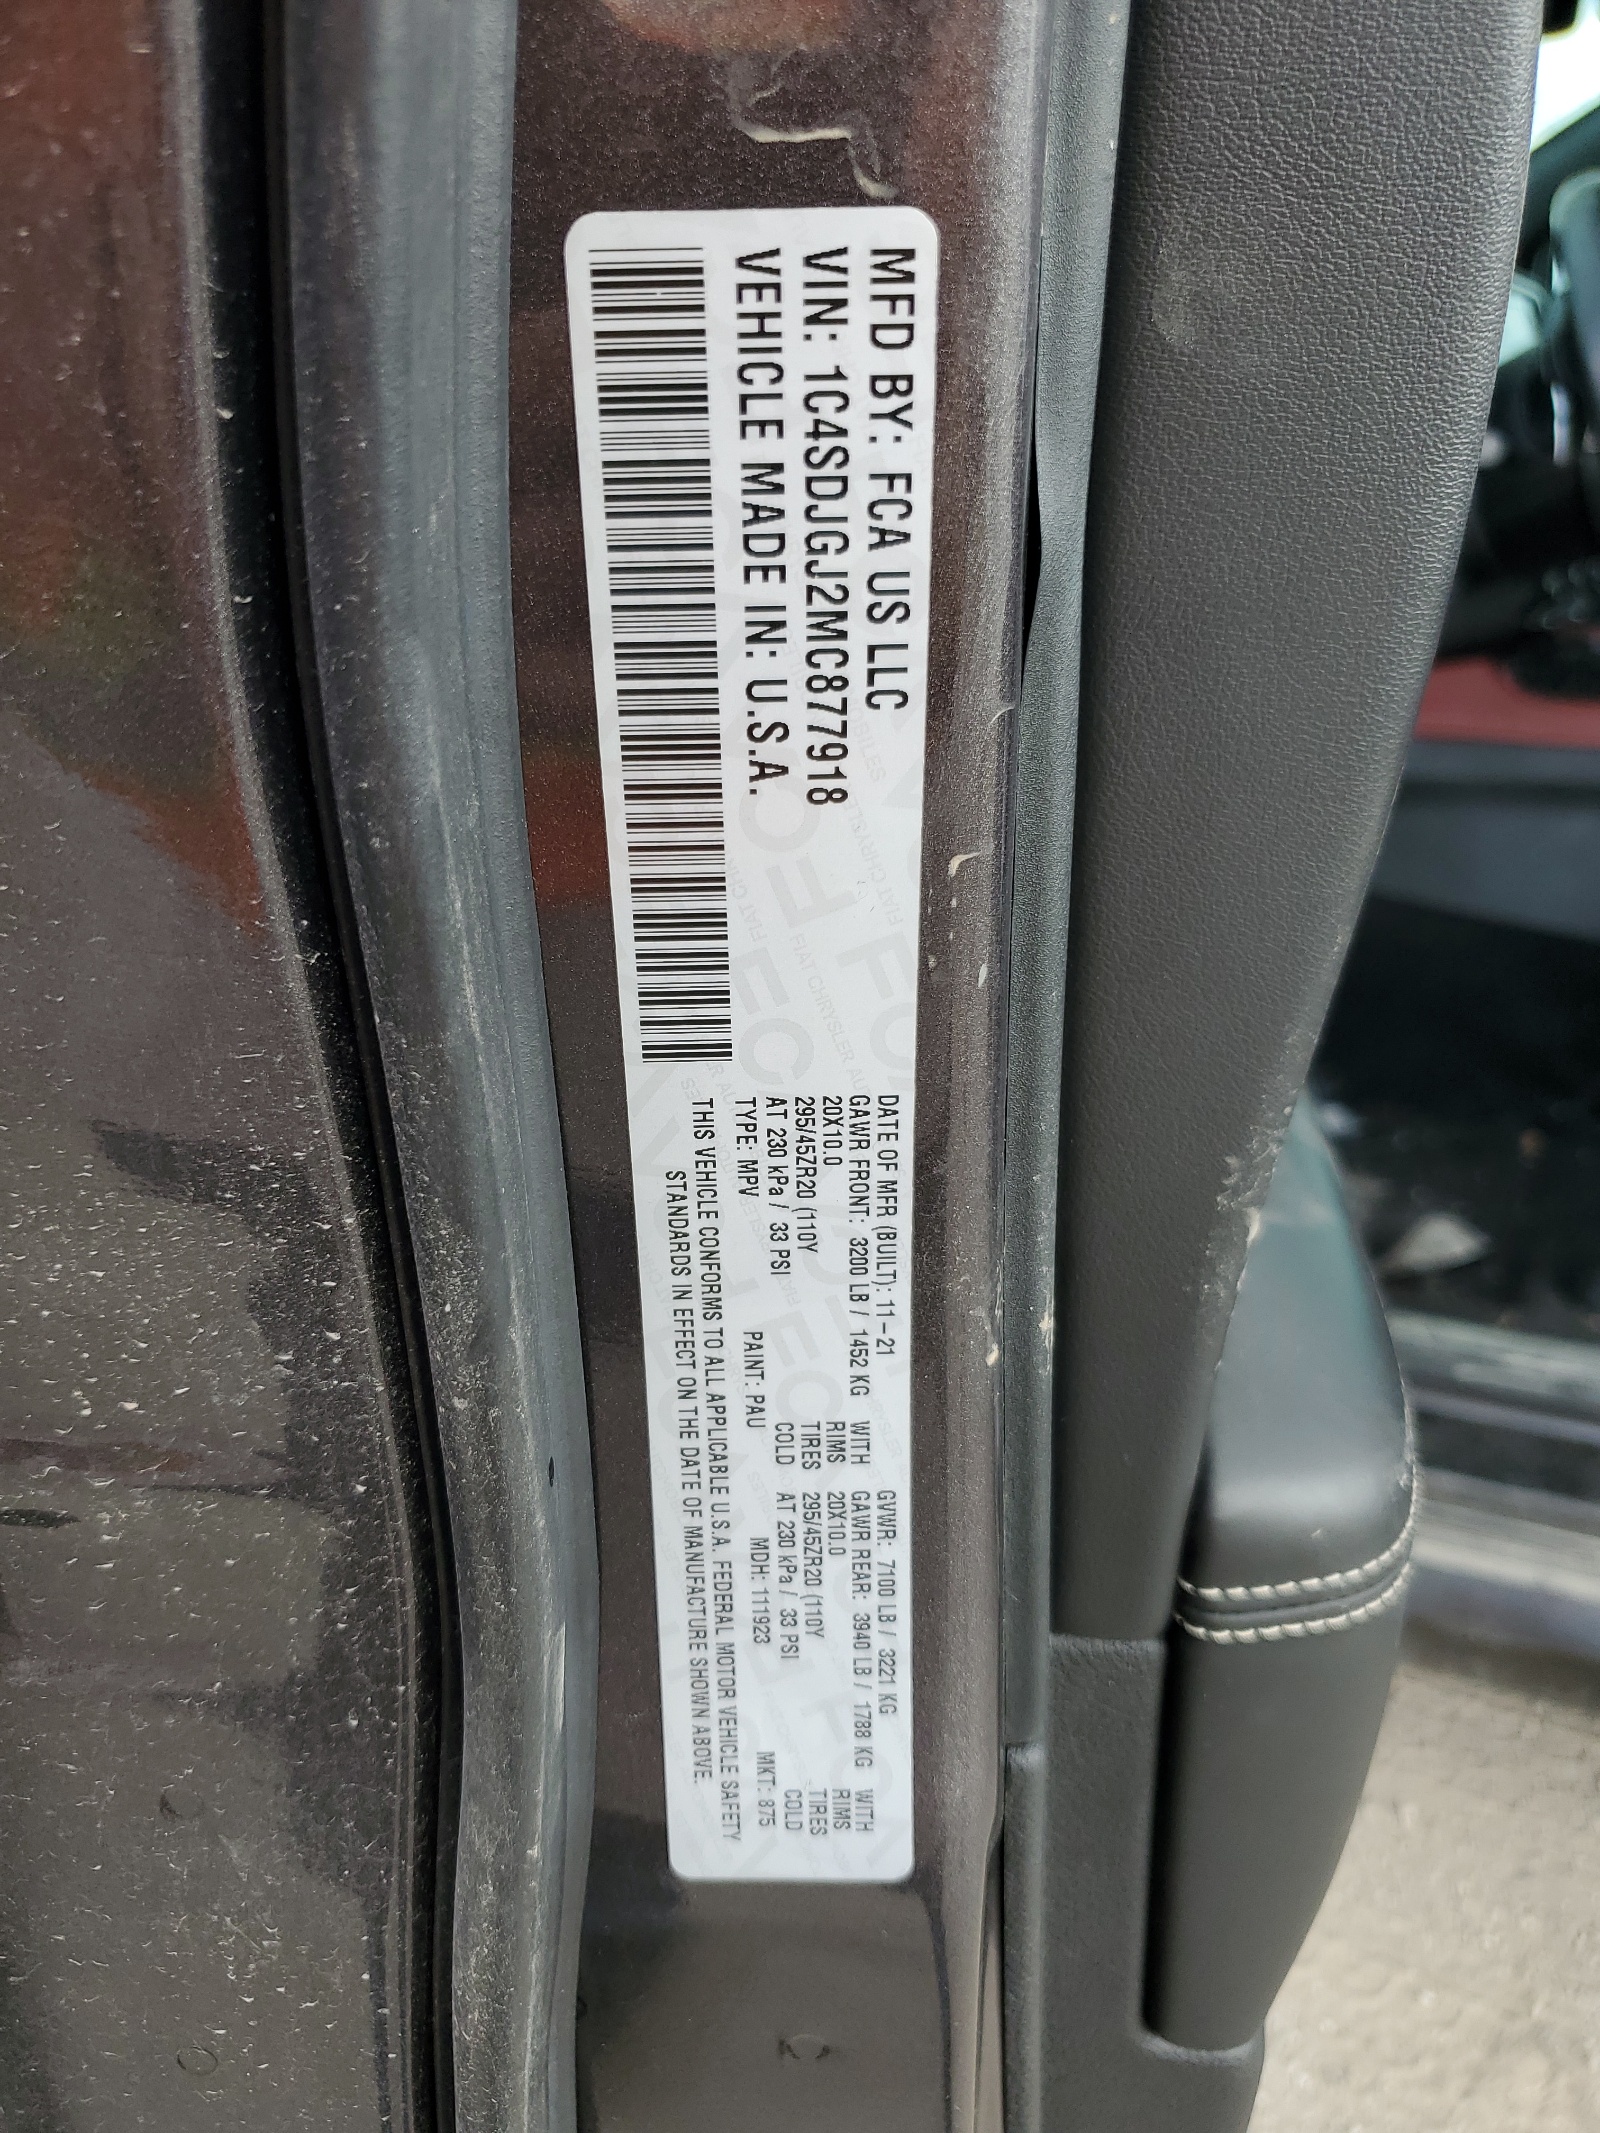 MFD BY: FCA US LLC
VIN: 1C4SDJGJ2MC877918
VEHICLE MADE IN: U.S.A.
DATE OF MFR (BUILT): 11-21 GVWR: 7100 LB / 3221 KG
GAWR FRONT: 3200 LB / 1452 KG WITH GAWR REAR: 3940 LB / 1788 KG WITH
20X10.0 RIMS 20X10.0 RIMS
295/45ZR20 (110Y TIRES 295/45ZR20 (110Y TIRES
AT 230 kPa / 33 PSI COLD AT 230 kPa / 33 PSI COLD
TYPE: MPV PAINT: PAU MDH: 111923 MKT: 875
THIS VEHICLE CONFORMS TO ALL APPLICABLE U.S.A. FEDERAL MOTOR VEHICLE SAFETY
STANDARDS IN EFFECT ON THE DATE OF MANUFACTURE SHOWN ABOVE.